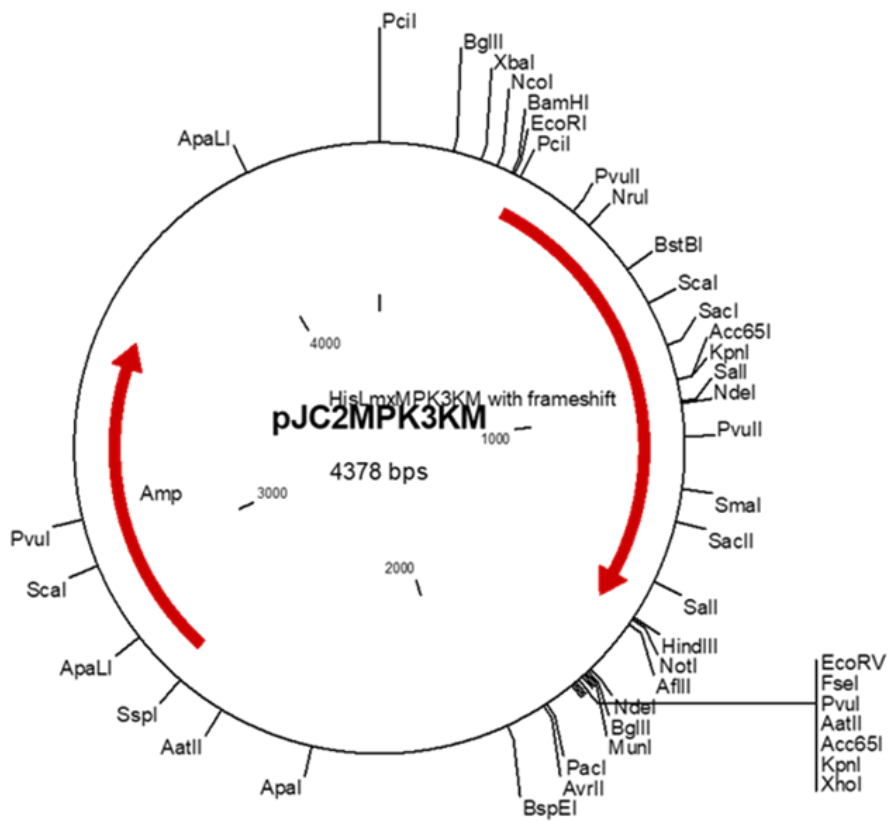 PciI
BglII
XbaI
NcoI
BamHI
EcoRI
PciI
PvuII
NruI
BstBI
ScaI
SacI
Acc65I
KpnI
SalI
NdeI
PvuII
SmaI
SacII
SalI
HindIII
NotI
AflII
EcoRV
FseI
PvuI
AatII
Acc65I
KpnI
XhoI
NdeI
BglII
MunI
PacI
AvrII
BspEI
ApaI
AatII
SspI
ApaLI
ScaI
PvuI
ApaLI
4000
HisLmxMPK3KM with frameshift
pJC2MPK3KM
1000
4378 bps
Amp
3000
2000